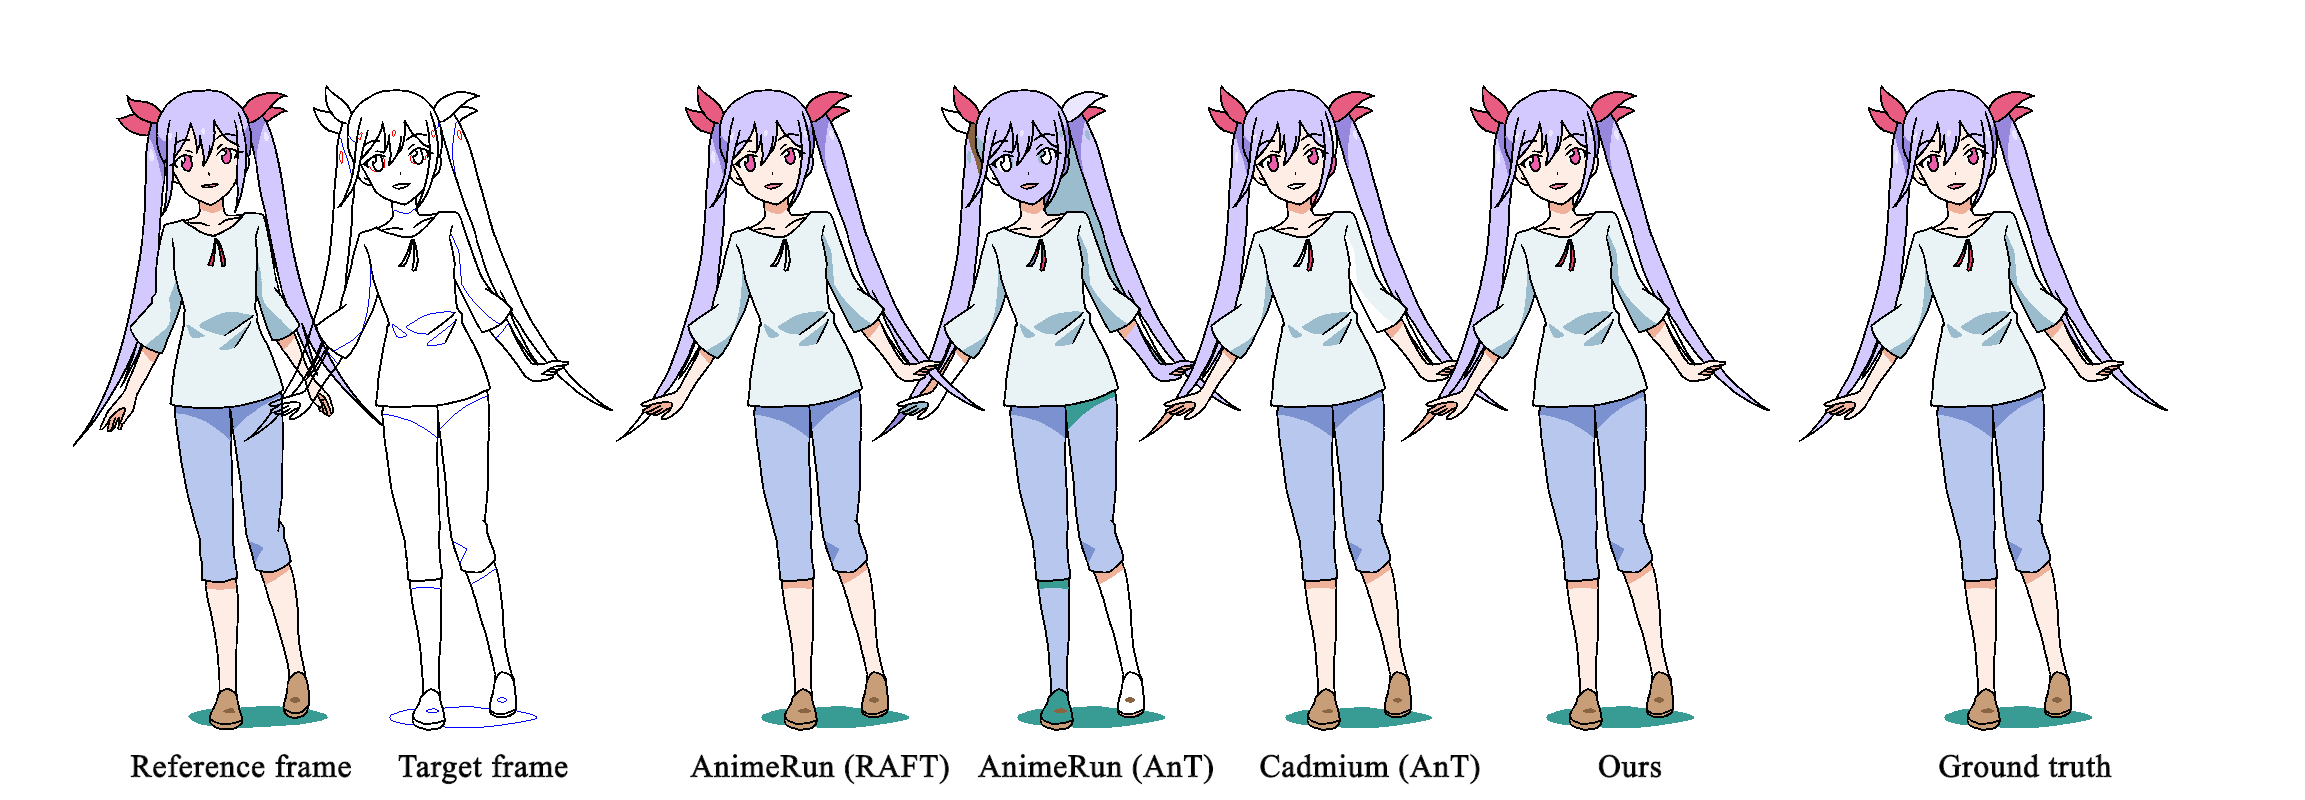 Reference frame
Target frame
AnimeRun (RAFT)
AnimeRun (AnT)
Cadmium (AnT)
Ours
Ground truth